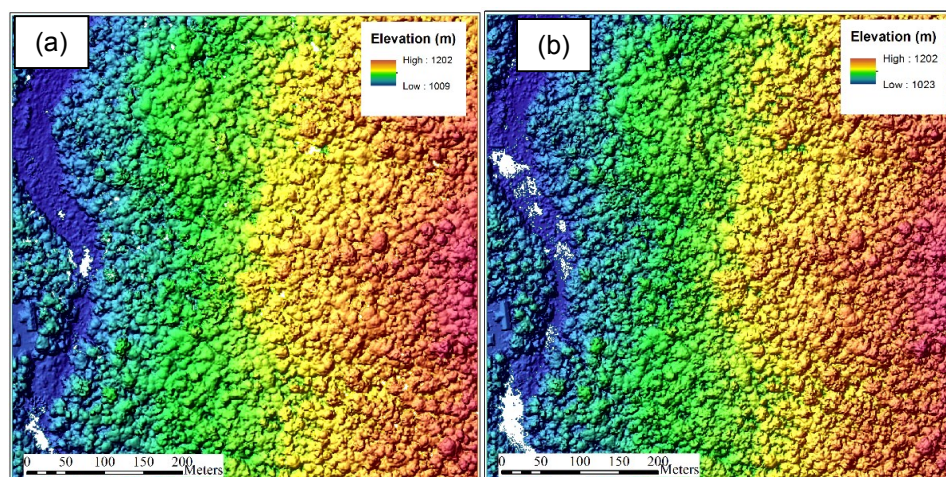 (a)
Elevation (m)
High : 1202
Low : 1009
0 50 100 150 200
Meters
(b)
Elevation (m)
High : 1202
Low : 1023
0 50 100 150 200
Meters